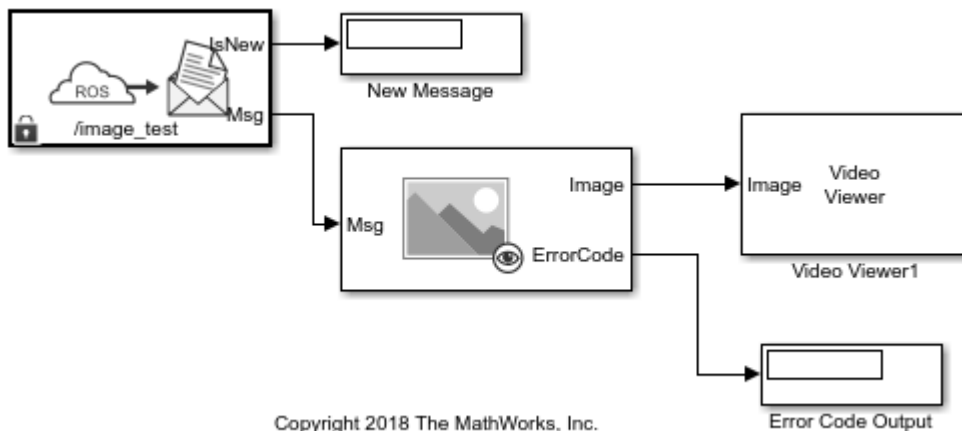 IsNew
ROS
Msg
/image_test
New Message
Image
Msg
ErrorCode
Image
Video
Viewer
Video Viewer1
Error Code Output
Copyright 2018 The MathWorks, Inc.